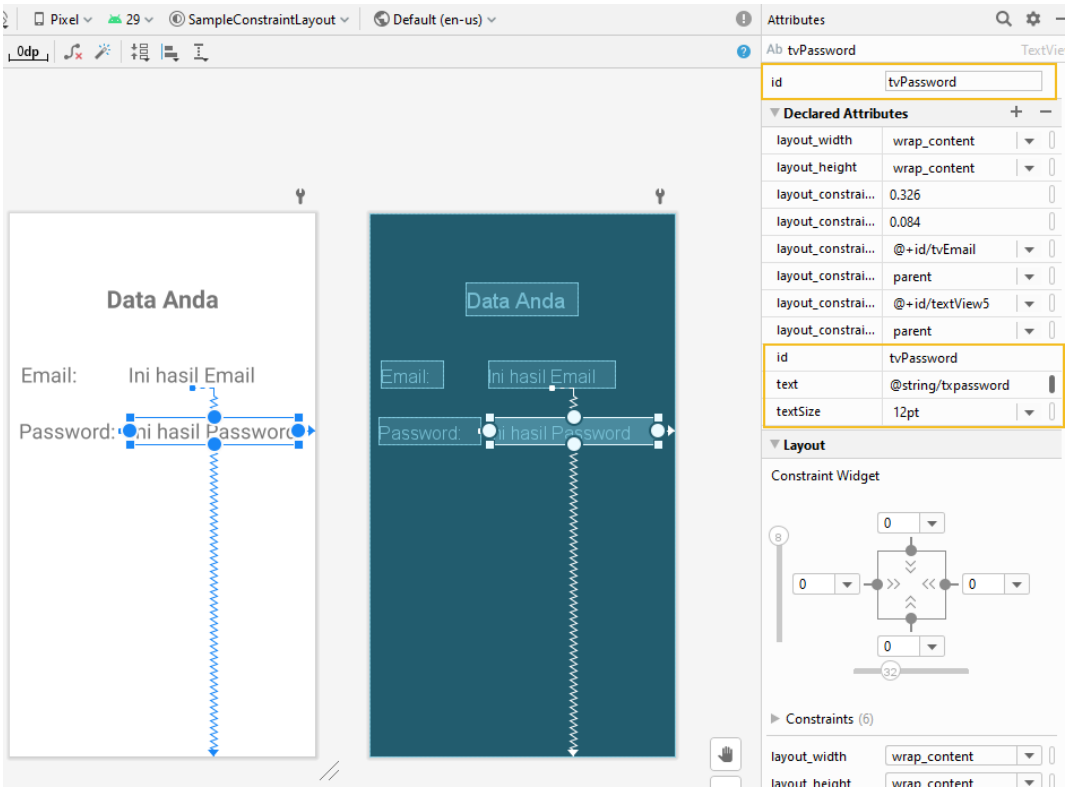 Pixel 29 SampleConstraintLayout Default (en-us)
Attributes
0dp
Ab tvPassword TextVie
id tvPassword
Declared Attributes
layout_width wrap_content
layout_height wrap_content
layout_constrai... 0.326
layout_constrai... 0.084
layout_constrai... @+id/tvEmail
layout_constrai... parent
layout_constrai... @+id/textView5
layout_constrai... parent
id tvPassword
text @string/txpassword
textSize 12pt
Layout
Constraint Widget
0
8
0 0
0
32
Constraints (6)
layout_width wrap_content
layout_height wrap_content
Data Anda
Email: Ini hasil Email
Password: Ini hasil Password
Data Anda
Email: Ini hasil Email
Password: Ini hasil Password